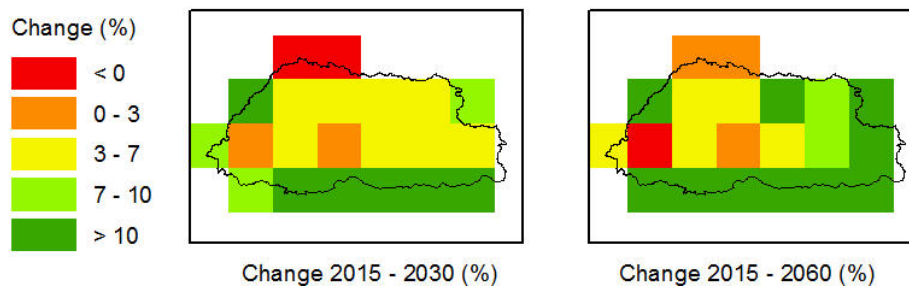 Change (%)
< 0
0 - 3
3 - 7
7 - 10
> 10
Change 2015 - 2030 (%)
Change 2015 - 2060 (%)